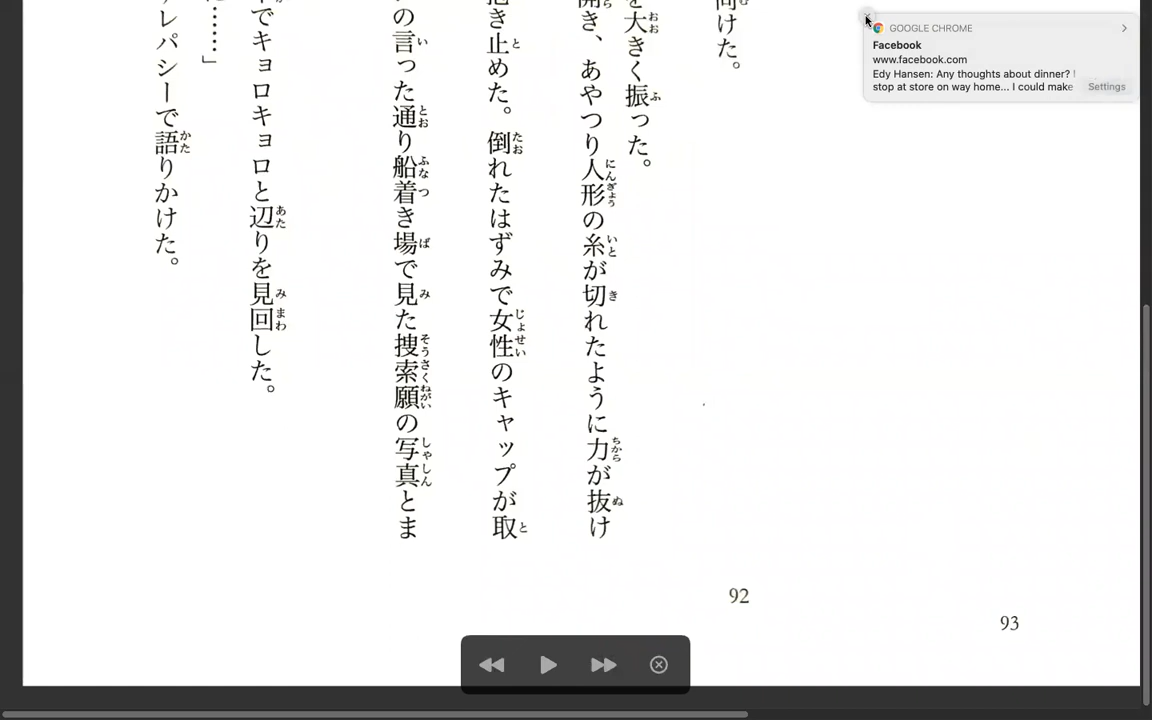 GOOGLE CHROME
Facebook
www.facebook.com
Edy Hansen: Any thoughts about dinner? I
stop at store on way home... I could make
Settings
向けた。
を大きく振った。
開き、あやつり人形の糸が切れたように力が抜け
抱き止めた。倒れたはずみで女性のキャップが取
の言った通り船着き場で見た捜索願の写真とま
でキョロキョロと辺りを見回した。
……」
レパシーで語りかけた。
92
93